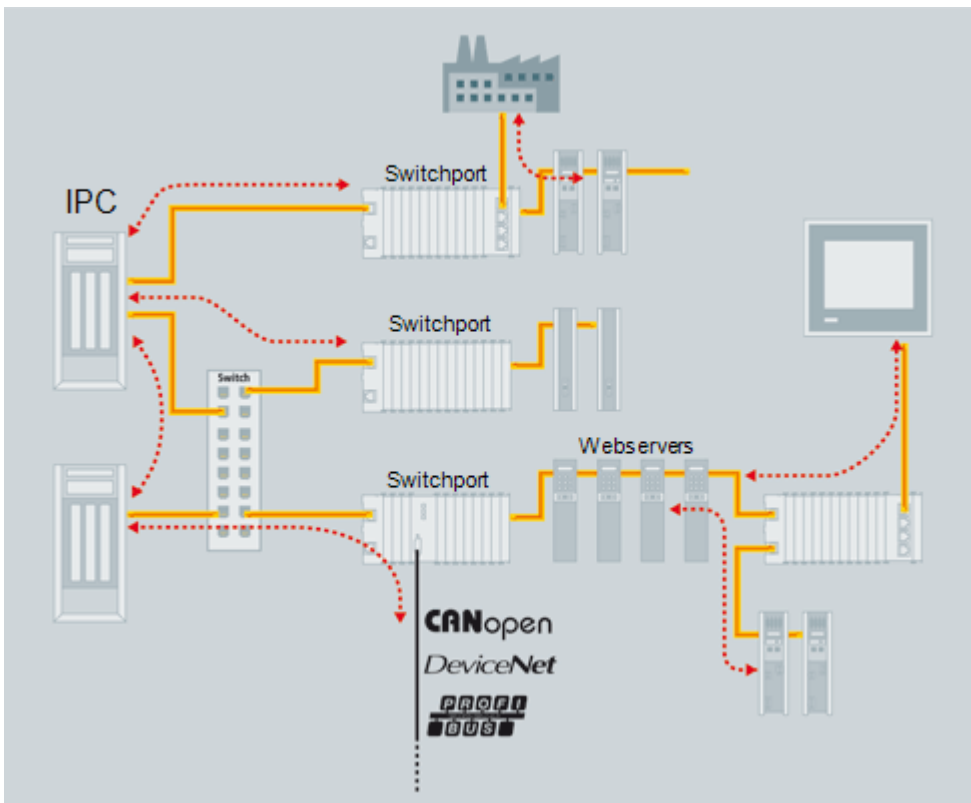 Switchport
IPC
Switchport
Switch
Webservers
Switchport
CANopen
DeviceNet
PROFI
BUS